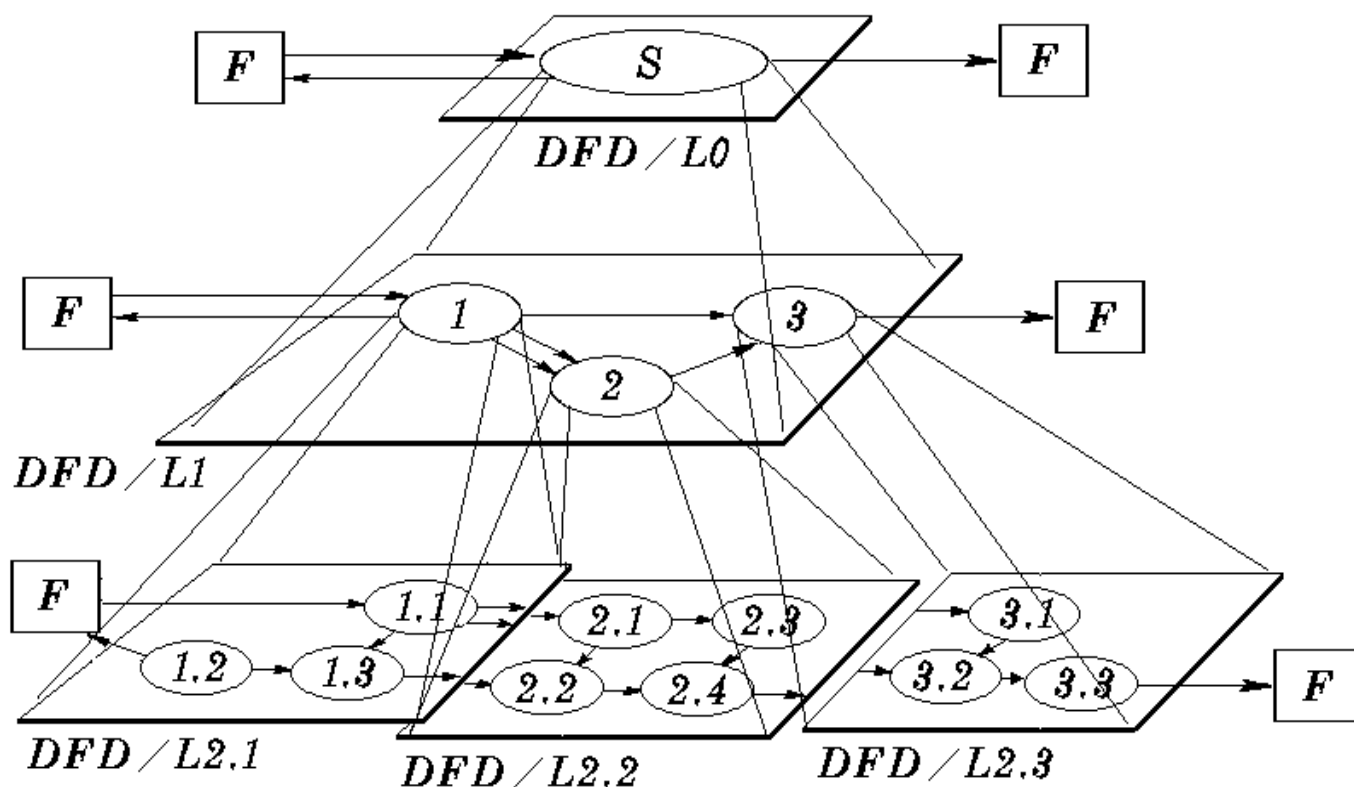 F S F
DFD / L0
F 1 3 F
2
DFD / L1
F 1.1 2.1 2.3 3.1
1.2 1.3 2.2 2.4 3.2 3.3 F
DFD / L2.1 DFD / L2.2 DFD / L2.3